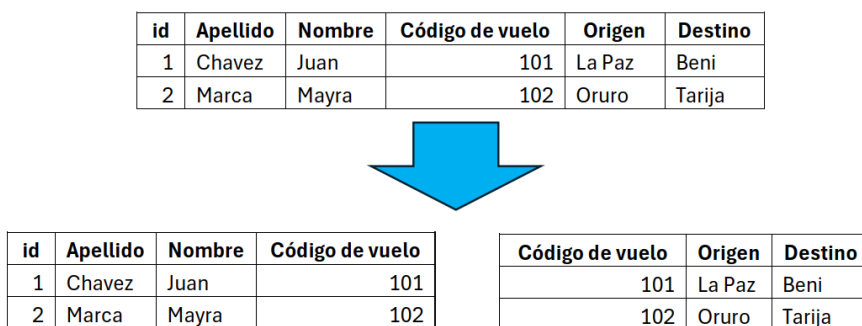 id Apellido Nombre Código de vuelo Origen Destino
1 Chavez Juan 101 La Paz Beni
2 Marca Mayra 102 Oruro Tarija
id Apellido Nombre Código de vuelo
1 Chavez Juan 101
2 Marca Mayra 102
Código de vuelo Origen Destino
101 La Paz Beni
102 Oruro Tarija